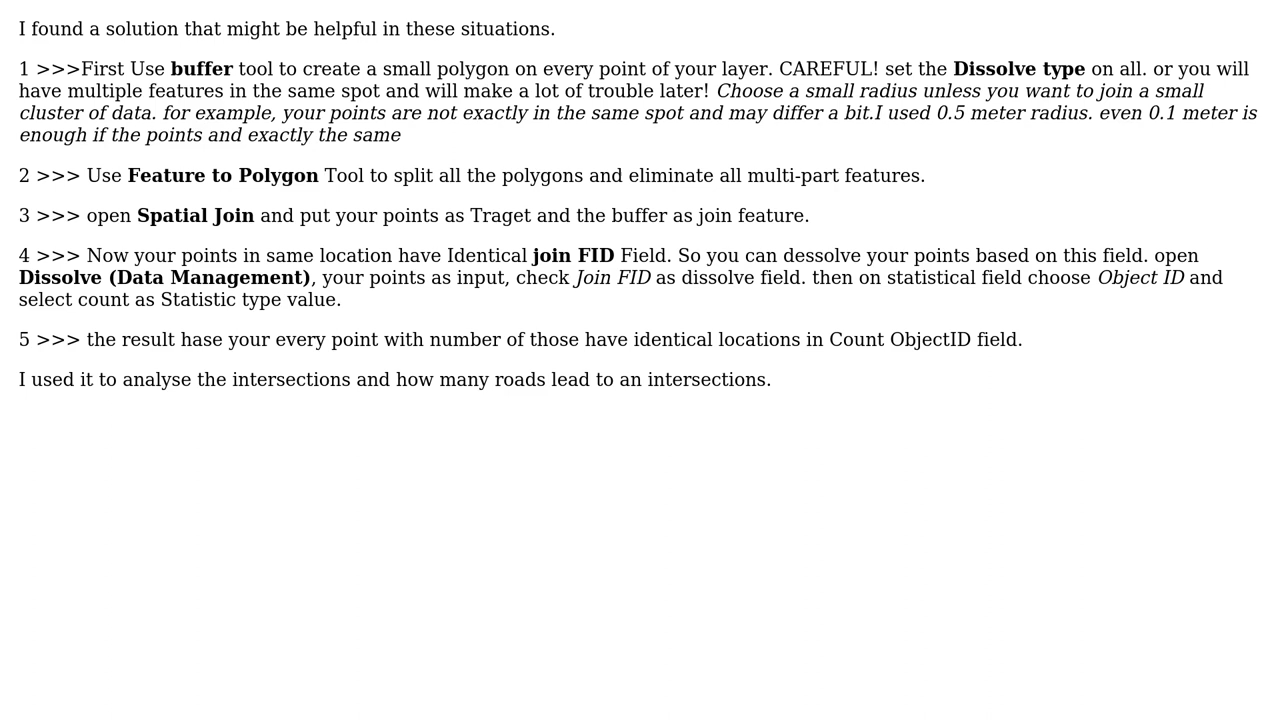 I found a solution that might be helpful in these situations.
1 >>>First Use buffer tool to create a small polygon on every point of your layer. CAREFUL! set the Dissolve type on all. or you will
have multiple features in the same spot and will make a lot of trouble later! Choose a small radius unless you want to join a small
cluster of data. for example, your points are not exactly in the same spot and may differ a bit.I used 0.5 meter radius. even 0.1 meter is
enough if the points and exactly the same
2 >>> Use Feature to Polygon Tool to split all the polygons and eliminate all multi-part features.
3 >>> open Spatial Join and put your points as Traget and the buffer as join feature.
4 >>> Now your points in same location have Identical join FID Field. So you can dessolve your points based on this field. open
Dissolve (Data Management), your points as input, check Join FID as dissolve field. then on statistical field choose Object ID and
select count as Statistic type value.
5 >>> the result hase your every point with number of those have identical locations in Count ObjectID field.
I used it to analyse the intersections and how many roads lead to an intersections.